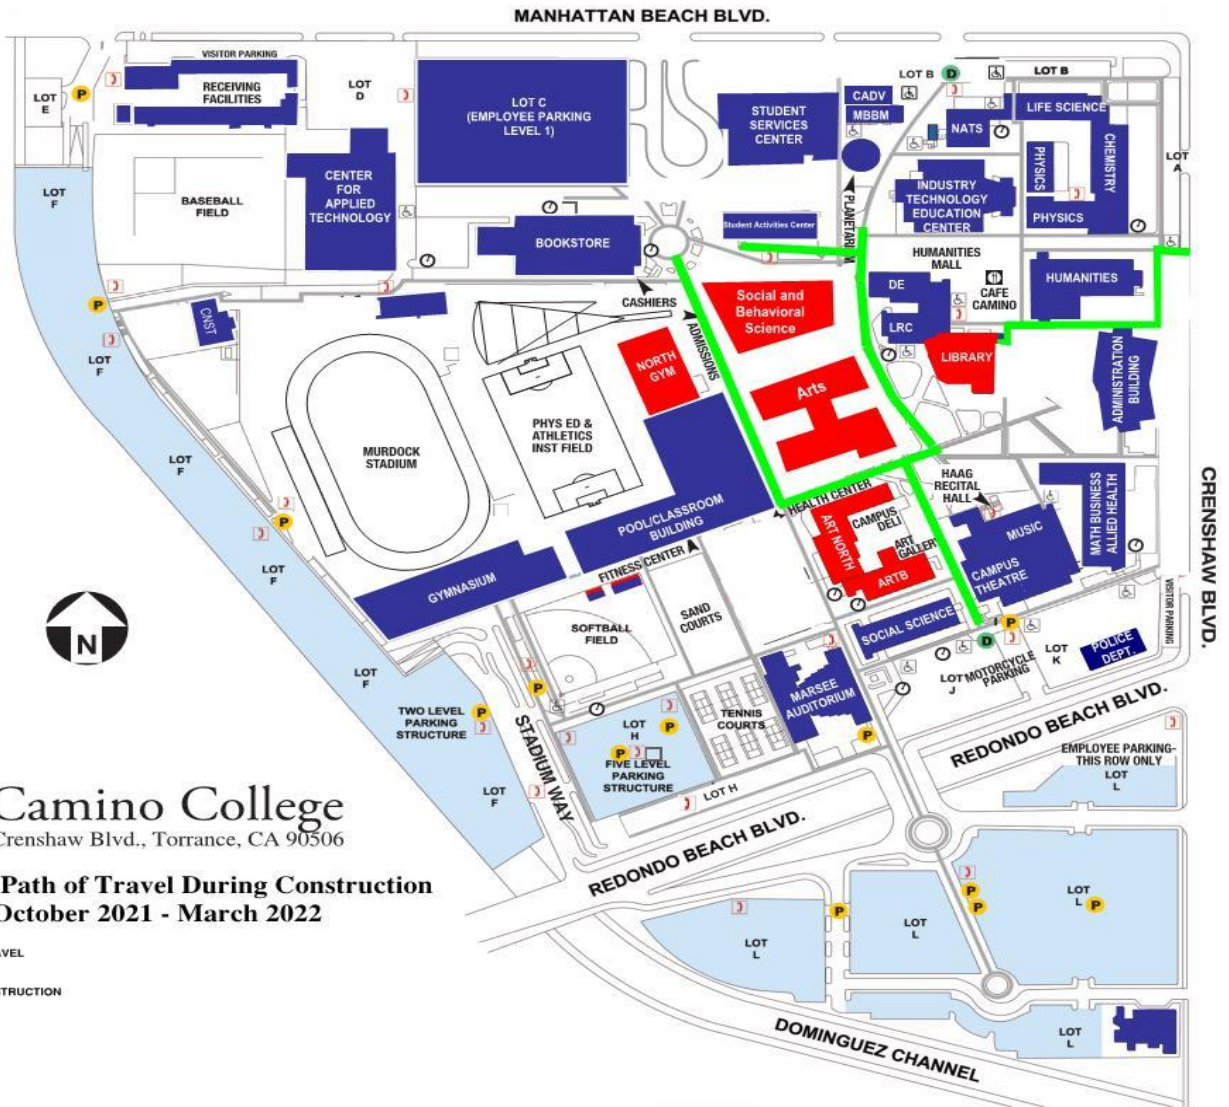 MANHATTAN BEACH BLVD.
VISITOR PARKING
LOT
E
P
RECEIVING
FACILITIES
LOT
D
LOT C
(EMPLOYEE PARKING
LEVEL 1)
STUDENT
SERVICES
CENTER
CADV
MBBM
LOT B
D
LOT B
LIFE SCIENCE
NATS
PHYSICS
CHEMISTRY
PHYSICS
LOT
A
LOT
F
BASEBALL
FIELD
CENTER
FOR
APPLIED
TECHNOLOGY
BOOKSTORE
Student Activities Center
PLANETARIUM
INDUSTRY
TECHNOLOGY
EDUCATION
CENTER
HUMANITIES
MALL
CAFE
CAMINO
HUMANITIES
DE
LRC
LIBRARY
ADMINISTRATION
BUILDING
P
CNST
CASHIERS
ADMISSIONS
Social and
Behavioral
Science
NORTH
GYM
Arts
LOT
F
MURDOCK
STADIUM
PHYS ED &
ATHLETICS
INST FIELD
LOT
F
P
POOL/CLASSROOM
BUILDING
HEALTH CENTER
CAMPUS
DELI
ART NORTH
ART
GALLERY
ARTB
HAAG
RECITAL
HALL
MUSIC
CAMPUS
THEATRE
MATH BUSINESS
ALLIED HEALTH
CRENSHAW BLVD.
LOT
F
GYMNASIUM
FITNESS CENTER
SOFTBALL
FIELD
SAND
COURTS
SOCIAL SCIENCE
P
D
VISITOR PARKING
POLICE
DEPT.
LOT
K
LOT
J
MOTORCYCLE
PARKING
N
LOT
F
TWO LEVEL
PARKING
STRUCTURE
P
P
STADIUM WAY
LOT
H
P
P
FIVE LEVEL
PARKING
STRUCTURE
TENNIS
COURTS
MARSEE
AUDITORIUM
P
LOT H
LOT
F
REDONDO BEACH BLVD.
REDONDO BEACH BLVD.
EMPLOYEE PARKING-
THIS ROW ONLY
LOT
L
Camino College
Crenshaw Blvd., Torrance, CA 90506
Path of Travel During Construction
October 2021 - March 2022
AVEL
STRUCTION
LOT
L
P
LOT
L
P
P
LOT
L
P
LOT
L
DOMINGUEZ CHANNEL